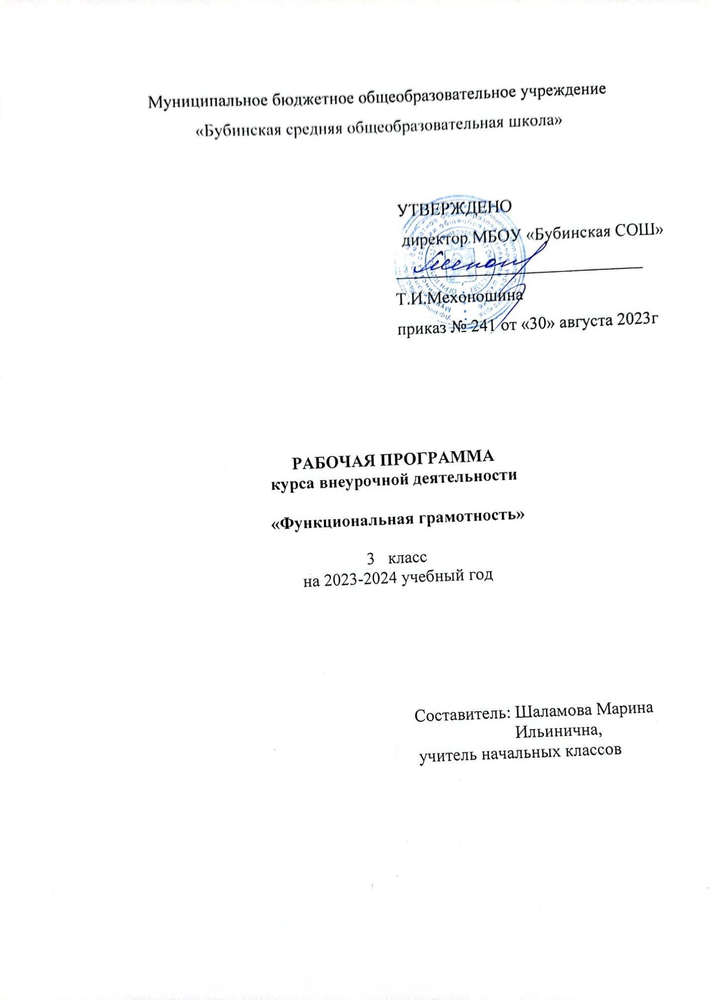 Муниципальное бюджетное общеобразовательное учреждение
«Бубинская средняя общеобразовательная школа»
УТВЕРЖДЕНО
директор МБОУ «Бубинская СОШ»
Т.И.Мехоношина
приказ № 241 от «30» августа 2023г
РАБОЧАЯ ПРОГРАММА
курса внеурочной деятельности
«Функциональная грамотность»
3 класс
на 2023-2024 учебный год
Составитель: Шаламова Марина
Ильинична,
учитель начальных классов